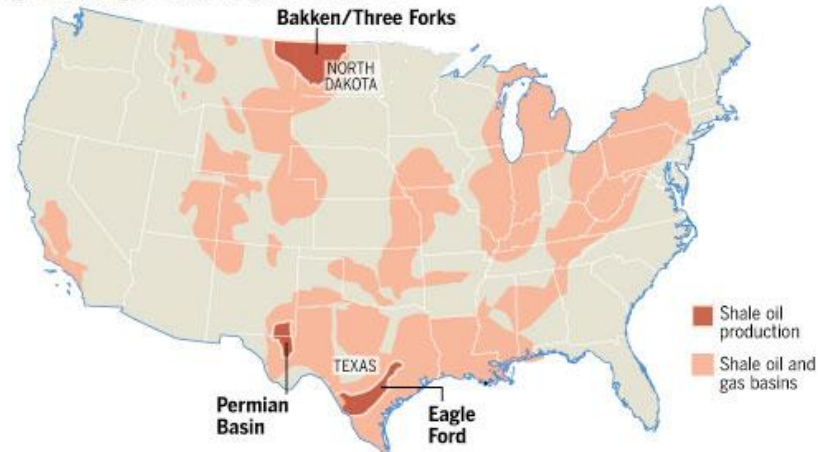 Bakken/Three Forks
NORTH
DAKOTA
TEXAS
Permian
Basin
Eagle
Ford
Shale oil
production
Shale oil and
gas basins